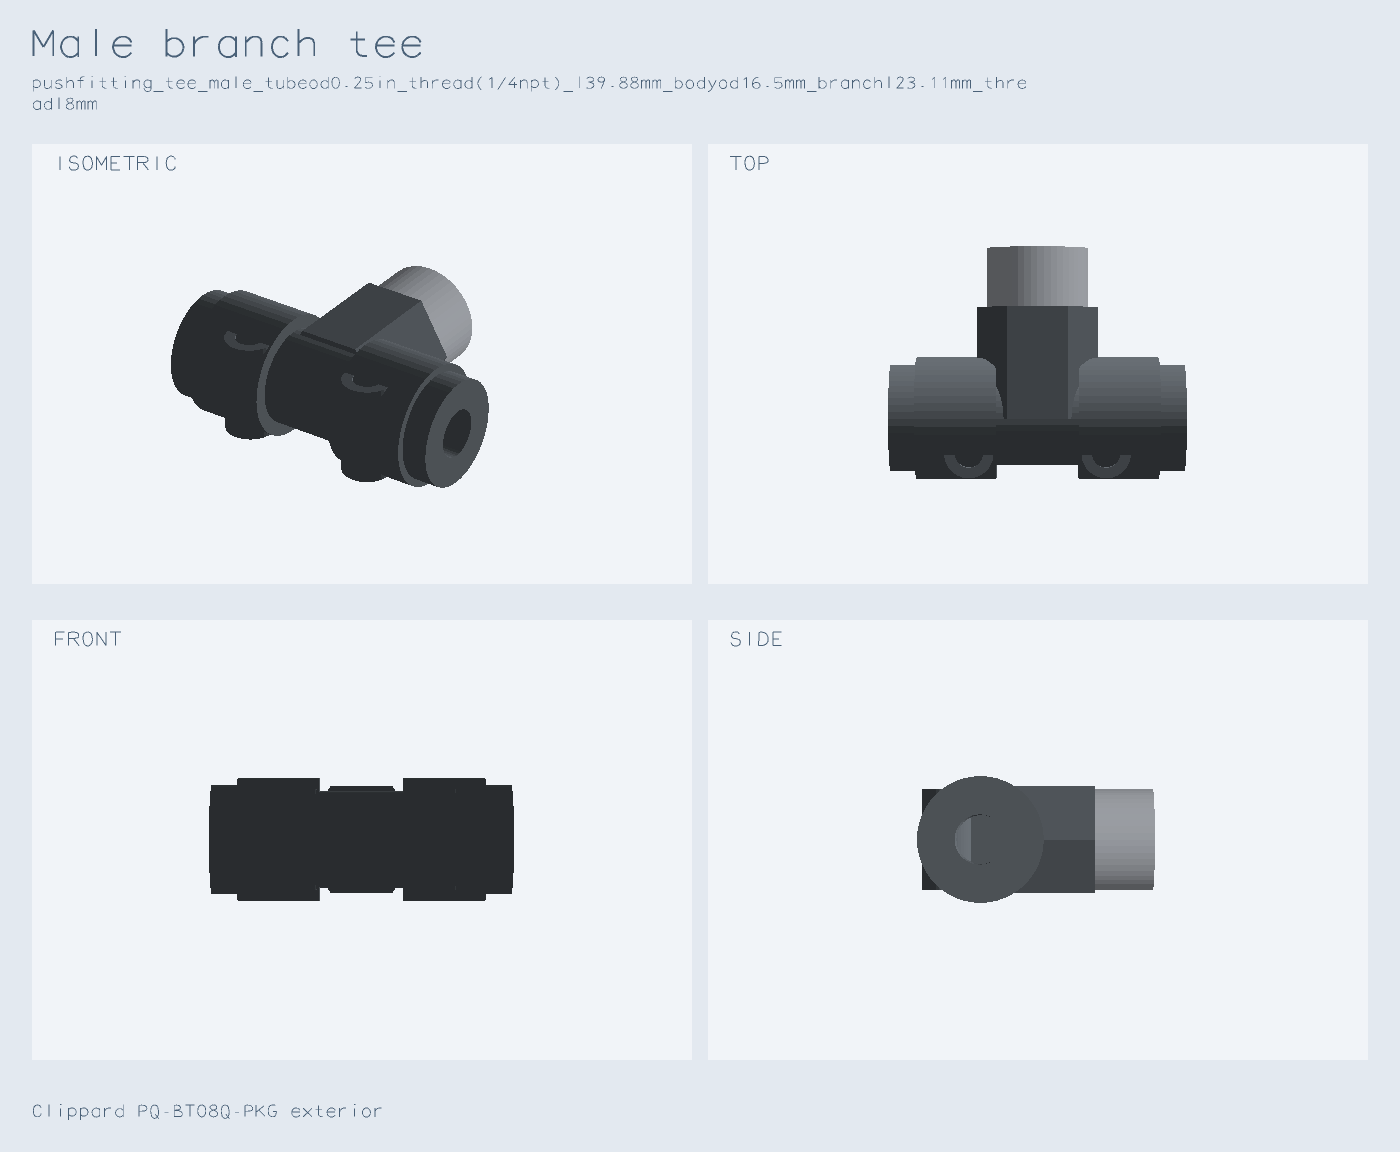 Male branch tee
pushfitting_tee_male_tubeod0.25in_thread(1/4npt)_l39.88mm_bodyod16.5mm_branchl23.11mm_thre
adl8mm
ISOMETRIC
TOP
FRONT
SIDE
Clippard PQ-BT08Q-PKG exterior